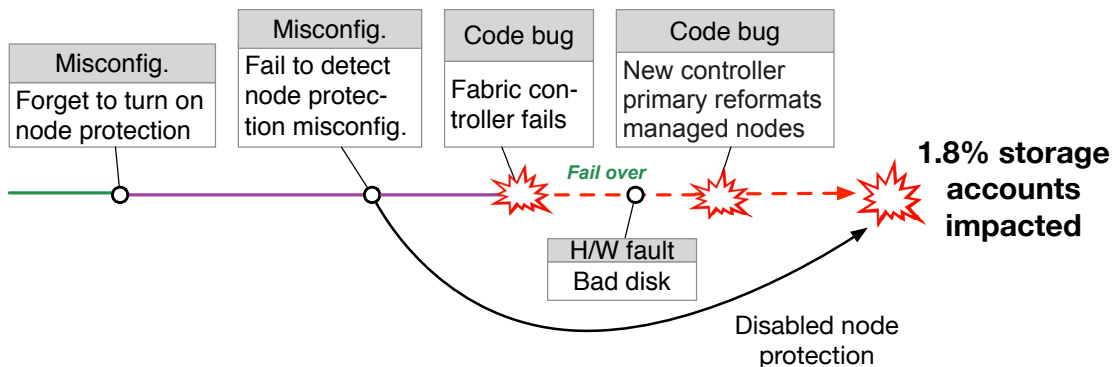 Misconfig.
Forget to turn on
node protection
Misconfig.
Fail to detect
node protec-
tion misconfig.
Code bug
Fabric con-
troller fails
Code bug
New controller
primary reformats
managed nodes
Fail over
H/W fault
Bad disk
1.8% storage
accounts
impacted
Disabled node
protection